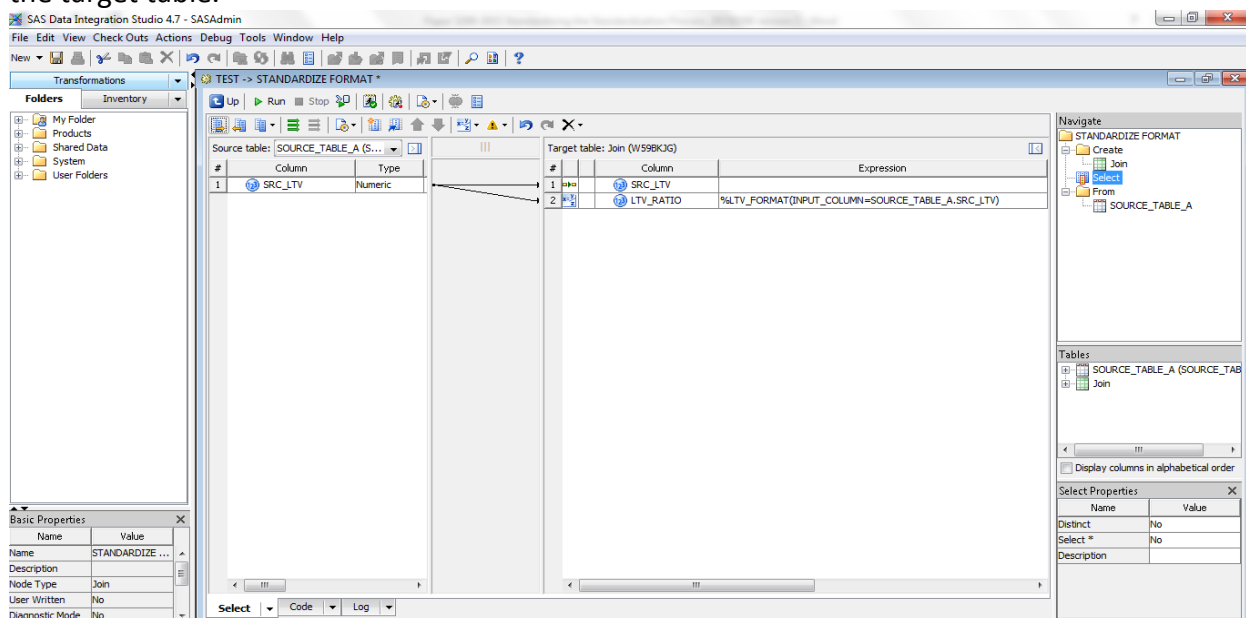 the target table.
SAS Data Integration Studio 4.7 - SASAdmin
File Edit View Check Outs Actions Debug Tools Window Help
New
Transformations
TEST -> STANDARDIZE FORMAT *
Folders Inventory
Up Run Stop
My Folder
Products
Shared Data
System
User Folders
Source table: SOURCE_TABLE_A (S...
Target table: Join (W59BKJG)
# Column Type
# Column Expression
1 SRC_LTV Numeric
1 SRC_LTV
2 LTV_RATIO %LTV_FORMAT(INPUT_COLUMN=SOURCE_TABLE_A.SRC_LTV)
Navigate
STANDARDIZE FORMAT
Create
Join
Select
From
SOURCE_TABLE_A
Tables
SOURCE_TABLE_A (SOURCE_TAB
Join
Display columns in alphabetical order
Select Properties
Name Value
Distinct No
Select * No
Description
Basic Properties
Name Value
Name STANDARDIZE ...
Description
Node Type Join
User Written No
Diagnostic Mode No
Select Code Log